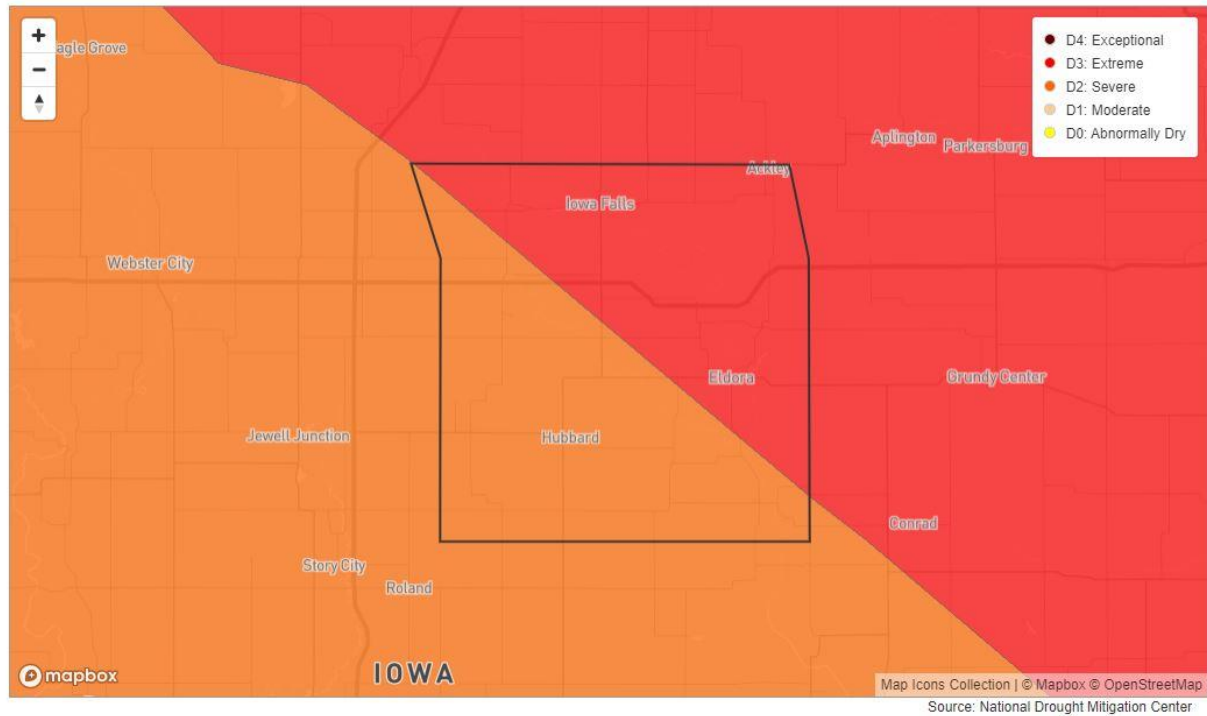 +
−
agle Grove
D4: Exceptional
D3: Extreme
D2: Severe
D1: Moderate
D0: Abnormally Dry
Aplington
Parkersburg
Ackley
Iowa Falls
Webster City
Eldora
Grundy Center
Jewell Junction
Hubbard
Conrad
Story City
Roland
IOWA
mapbox
Map Icons Collection | © Mapbox © OpenStreetMap
Source: National Drought Mitigation Center